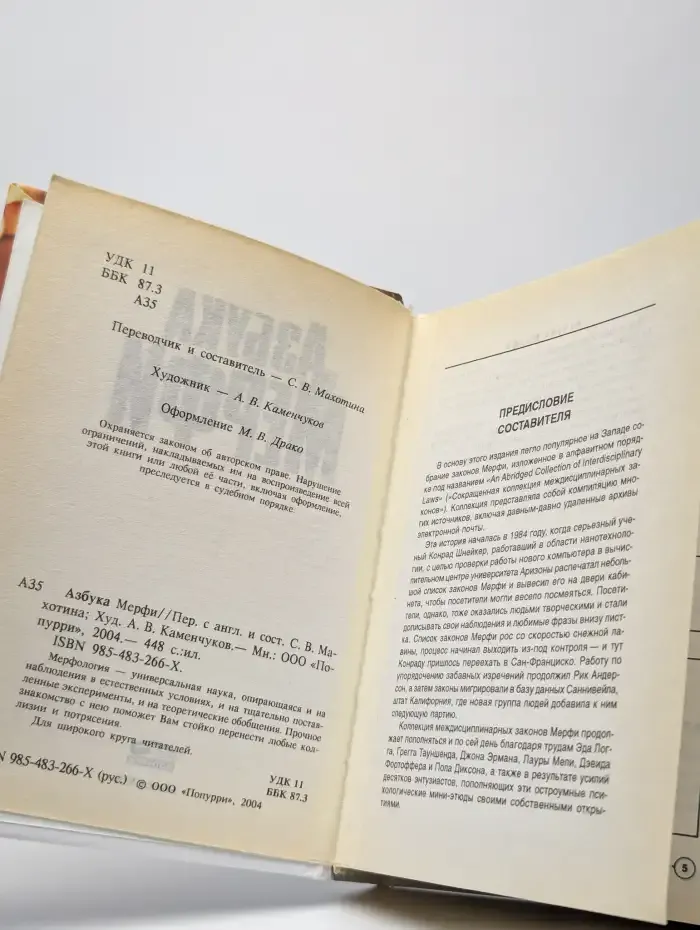 УДК 11
ББК 87.3
А35
Переводчик и составитель — С. В. Махотина
Художник — А. В. Каменчуков
Оформление М. В. Драко
Охраняется законом об авторском праве. Нарушение
ограничений, накладываемых им на воспроизведение всей
этой книги или любой её части, включая оформление,
преследуется в судебном порядке.
А35 Азбука Мерфи//Пер. с англ. и сост. С. В. Ма-
хотина; Худ. А. В. Каменчуков.— Мн.: ООО «По-
пурри», 2004.— 448 с.:ил.
ISBN 985-483-266-X.
Мерфология — универсальная наука, опирающаяся и на
наблюдения в естественных условиях, и на тщательно постав-
ленные эксперименты, и на теоретические обобщения. Прочное
знакомство с нею поможет Вам стойко перенести любые кол-
лизии и потрясения.
Для широкого круга читателей.
УДК 11
ББК 87.3
N 985-483-266-X (рус.)
© ООО «Попурри», 2004
АЗБУКА
МЕРФИ
ПРЕДИСЛОВИЕ
СОСТАВИТЕЛЯ
В основу этого издания легло популярное на Западе со-
брание законов Мерфи, изложенное в алфавитном поряд-
ке под названием «An Abridged Collection of Interdisciplinary
Laws» («Сокращенная коллекция междисциплинарных за-
конов»). Коллекция представляла собой компиляцию мно-
гих источников, включая давным-давно удаленные архивы
электронной почты.
Эта история началась в 1984 году, когда серьезный уче-
ный Конрад Шнейкер, работавший в области нанотехноло-
гии, с целью проверки работы нового компьютера в вычис-
лительном центре университета Аризоны распечатал неболь-
шой список законов Мерфи и вывесил его на двери каби-
нета, чтобы посетители могли весело посмеяться. Посети-
тели, однако, тоже оказались людьми творческими и стали
дописывать свои наблюдения и любимые фразы внизу лист-
ка. Список законов Мерфи рос со скоростью снежной ла-
вины, процесс начинал выходить из-под контроля — и тут
Конраду пришлось переехать в Сан-Франциско. Работу по
упорядочению забавных изречений продолжил Рик Андер-
сон, а затем законы мигрировали в базу данных Саннивейла,
штат Калифорния, где новая группа людей добавила к ним
следующую партию.
Коллекция междисциплинарных законов Мерфи продол-
жает пополняться и по сей день благодаря трудам Эда Лог-
га, Грегга Тауншенда, Джона Эрмана, Лауры Мели, Дэвида
Фортоффера и Пола Диксона, а также в результате усилий
десятков энтузиастов, пополняющих эти остроумные пси-
хологические мини-этюды своими собственными откры-
тиями.
5